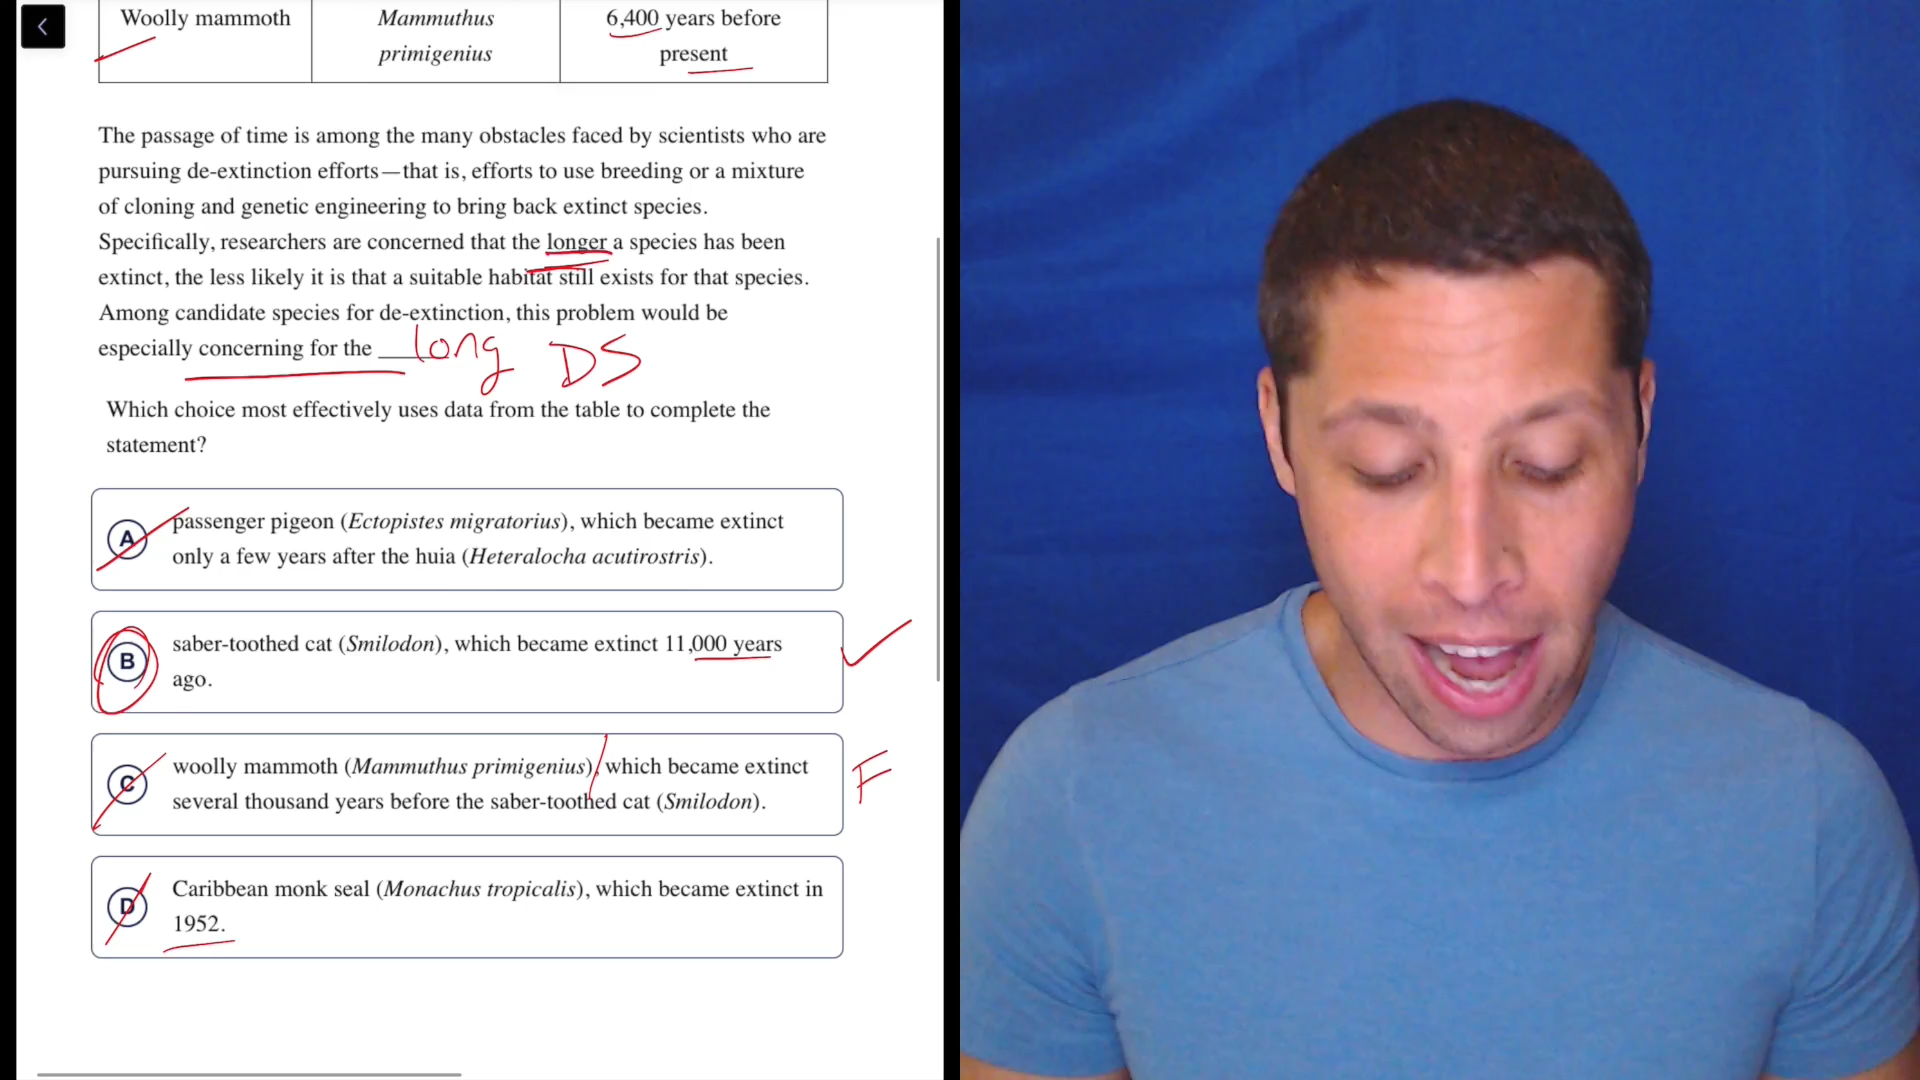 Woolly mammoth Mammuthus 6,400 years before
primigenius present
The passage of time is among the many obstacles faced by scientists who are
pursuing de-extinction efforts—that is, efforts to use breeding or a mixture
of cloning and genetic engineering to bring back extinct species.
Specifically, researchers are concerned that the longer a species has been
extinct, the less likely it is that a suitable habitat still exists for that species.
Among candidate species for de-extinction, this problem would be
especially concerning for the ____ long DS
Which choice most effectively uses data from the table to complete the
statement?
A passenger pigeon (Ectopistes migratorius), which became extinct
only a few years after the huia (Heteralocha acutirostris).
B saber-toothed cat (Smilodon), which became extinct 11,000 years
ago.
C woolly mammoth (Mammuthus primigenius), which became extinct F
several thousand years before the saber-toothed cat (Smilodon).
D Caribbean monk seal (Monachus tropicalis), which became extinct in
1952.